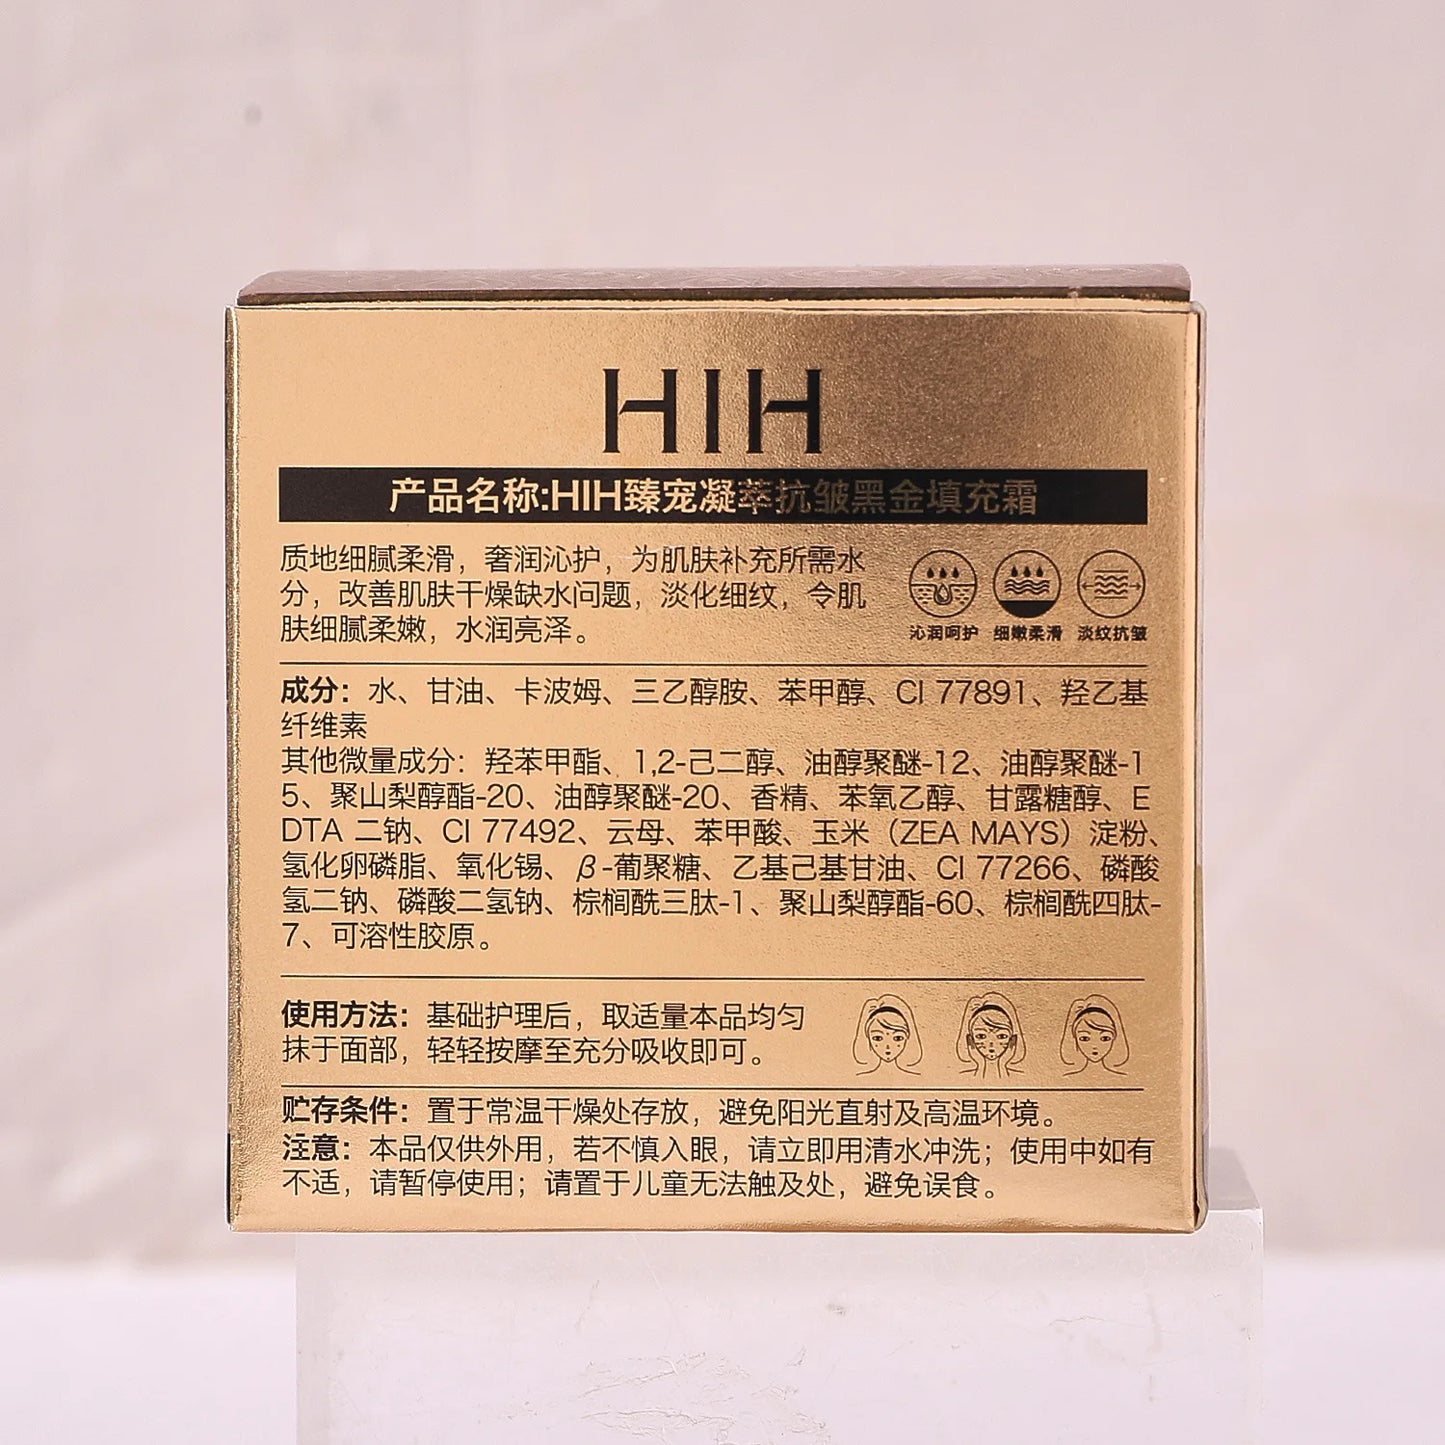 HIH
产品名称:HIH臻宠凝萃抗皱黑金填充霜
质地细腻柔滑，奢润沁护，为肌肤补充所需水
分，改善肌肤干燥缺水问题，淡化细纹，令肌
肤细腻柔嫩，水润亮泽。
沁润呵护 细嫩柔滑 淡纹抗皱
成分：水、甘油、卡波姆、三乙醇胺、苯甲醇、CI 77891、羟乙基
纤维素
其他微量成分：羟苯甲酯、1,2-己二醇、油醇聚醚-12、油醇聚醚-1
5、聚山梨醇酯-20、油醇聚醚-20、香精、苯氧乙醇、甘露糖醇、E
DTA 二钠、CI 77492、云母、苯甲酸、玉米（ZEA MAYS）淀粉、
氢化卵磷脂、氧化锡、β-葡聚糖、乙基己基甘油、CI 77266、磷酸
氢二钠、磷酸二氢钠、棕榈酰三肽-1、聚山梨醇酯-60、棕榈酰四肽-
7、可溶性胶原。
使用方法：基础护理后，取适量本品均匀
抹于面部，轻轻按摩至充分吸收即可。
贮存条件：置于常温干燥处存放，避免阳光直射及高温环境。
注意：本品仅供外用，若不慎入眼，请立即用清水冲洗；使用中如有
不适，请暂停使用；请置于儿童无法触及处，避免误食。